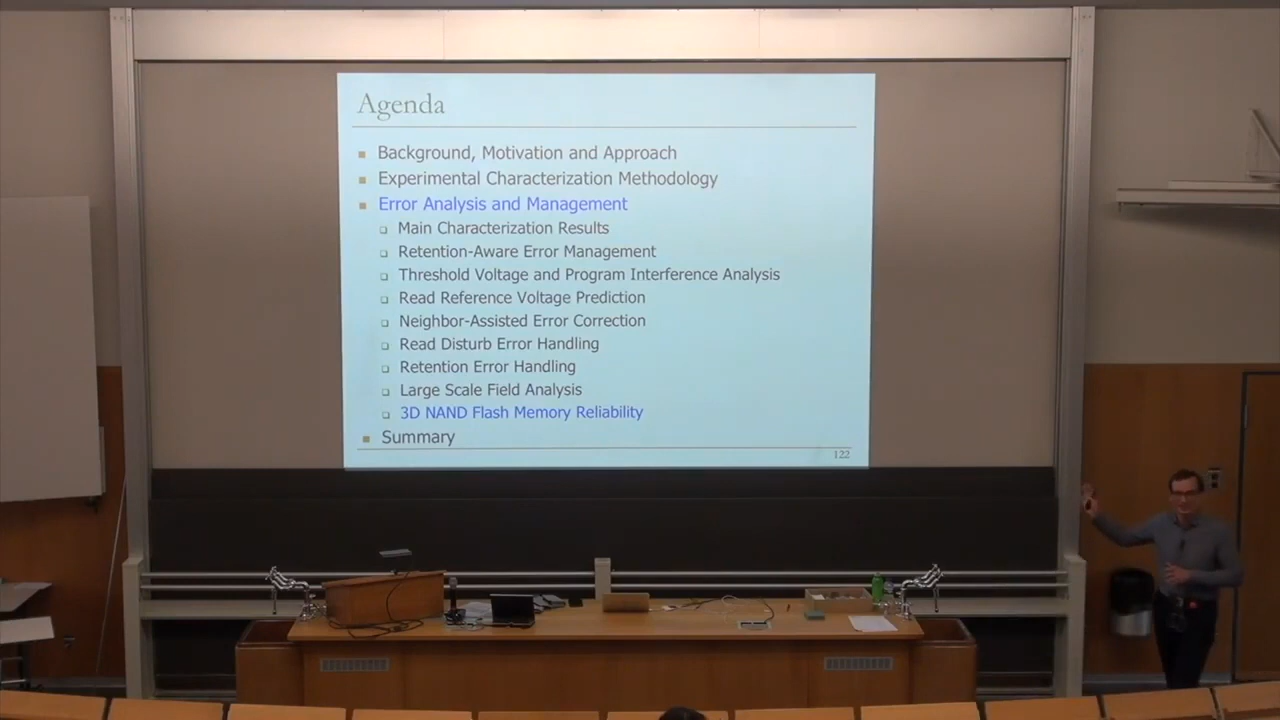 Agenda
Background, Motivation and Approach
Experimental Characterization Methodology
Error Analysis and Management
Main Characterization Results
Retention-Aware Error Management
Threshold Voltage and Program Interference Analysis
Read Reference Voltage Prediction
Neighbor-Assisted Error Correction
Read Disturb Error Handling
Retention Error Handling
Large Scale Field Analysis
3D NAND Flash Memory Reliability
Summary
122